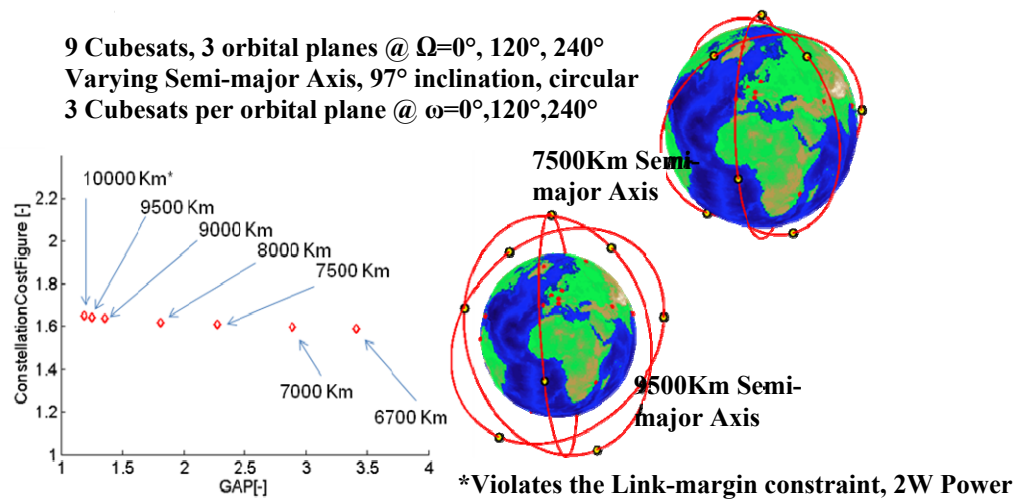 9 Cubesats, 3 orbital planes @ Ω=0°, 120°, 240°
Varying Semi-major Axis, 97° inclination, circular
3 Cubesats per orbital plane @ ω=0°,120°,240°
7500Km Semi-
major Axis
ConstellationCostFigure [-]
2.2
2
1.8
1.6
1.4
1.2
1
10000 Km*
9500 Km
9000 Km
8000 Km
7500 Km
7000 Km
6700 Km
1
1.5
2
2.5
3
3.5
4
GAP[-]
9500Km Semi-
major Axis
*Violates the Link-margin constraint, 2W Power